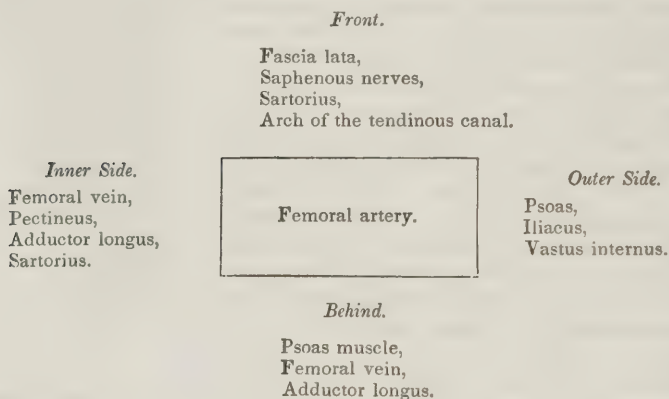 Front.
Fascia lata,
Saphenous nerves,
Sartorius,
Arch of the tendinous canal.
Inner Side.
Femoral vein,
Pectineus,
Adductor longus,
Sartorius.
Femoral artery.
Outer Side.
Psoas,
Iliacus,
Vastus internus.
Behind.
Psoas muscle,
Femoral vein,
Adductor longus.